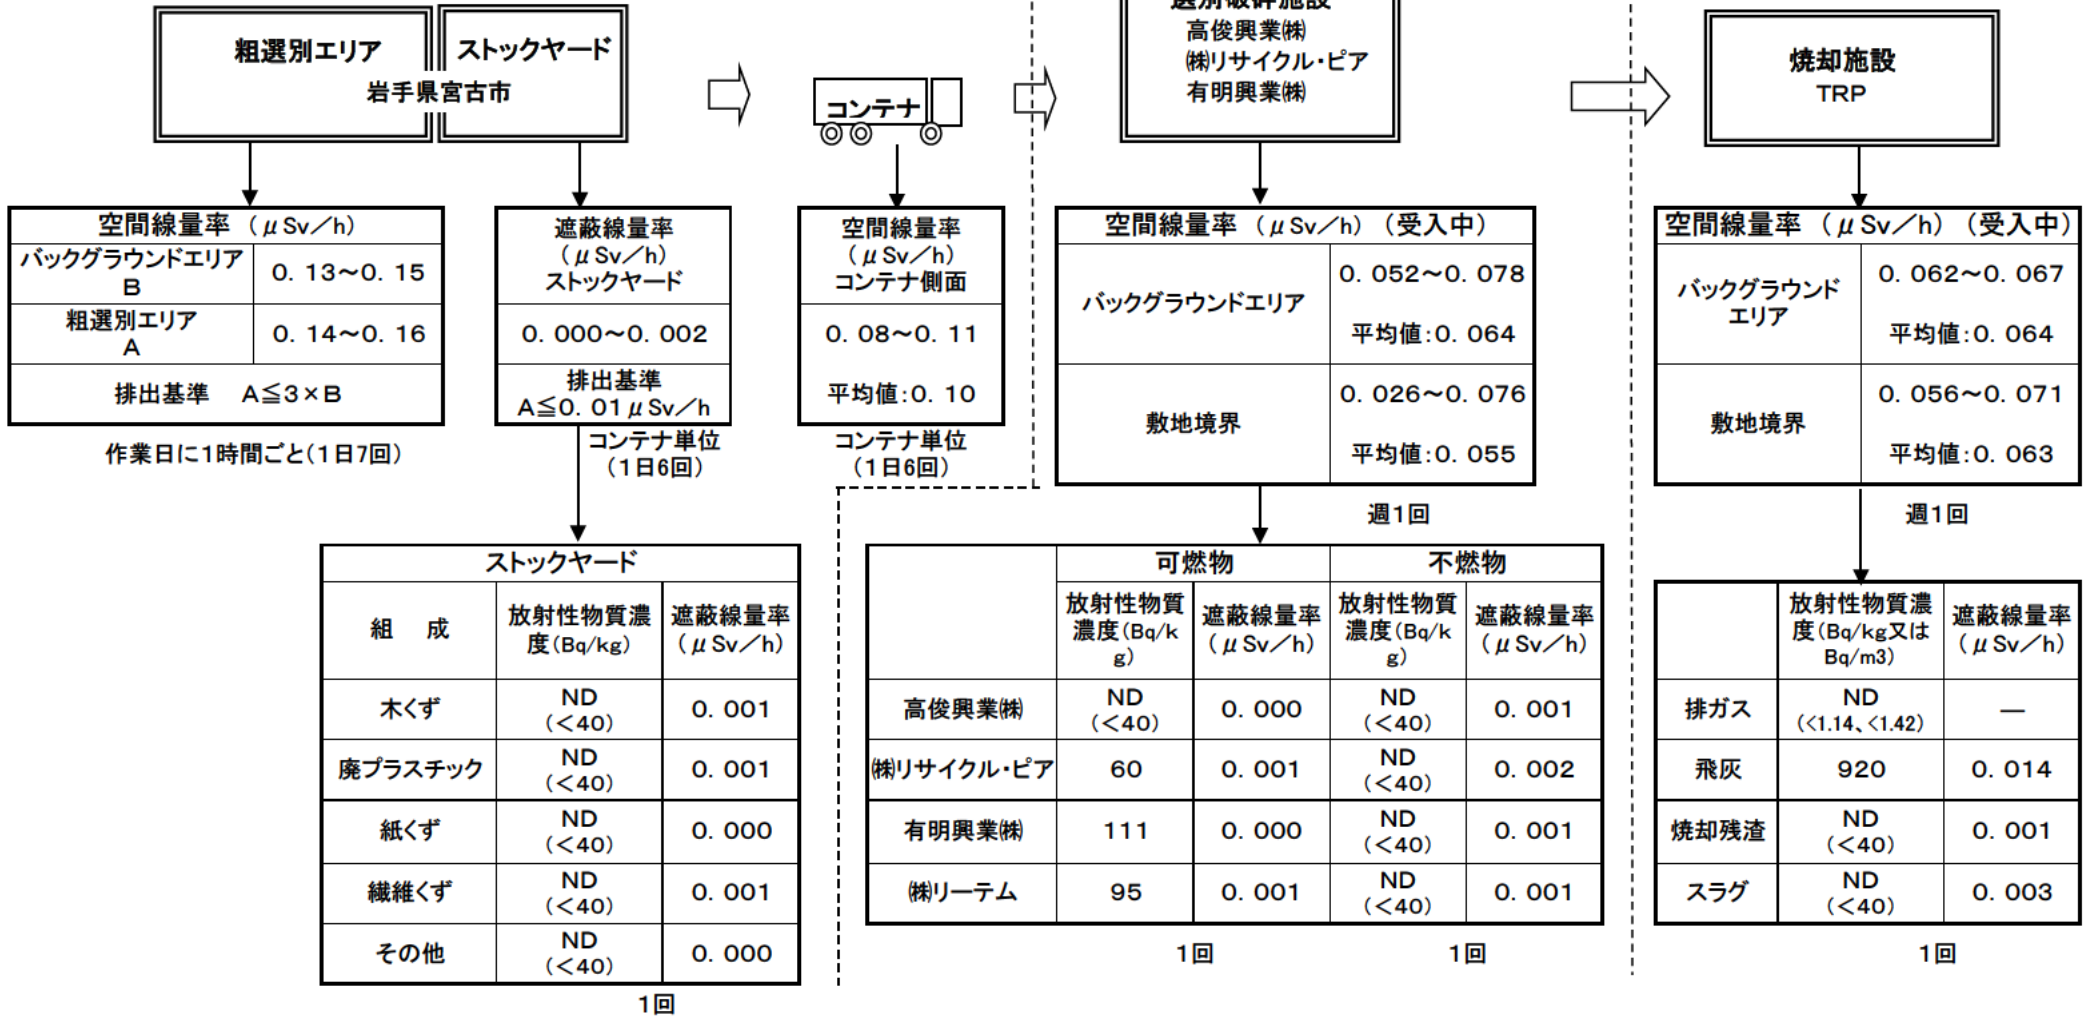 粗選別エリア
ストックヤード
岩手県宮古市
コンテナ
選別破砕施設
高俊興業㈱
㈱リサイクル・ピア
有明興業㈱
焼却施設
TRP
空間線量率(μSv/h)
バックグラウンドエリア
B
0.13~0.15
粗選別エリア
A
0.14~0.16
排出基準 A≦3×B
作業日に1時間ごと(1日7回)
遮蔽線量率
(μSv/h)
ストックヤード
0.000~0.002
排出基準
A≦0.01μSv/h
コンテナ単位
(1日6回)
空間線量率
(μSv/h)
コンテナ側面
0.08~0.11
平均値:0.10
コンテナ単位
(1日6回)
空間線量率(μSv/h)(受入中)
バックグラウンドエリア
0.052~0.078
平均値:0.064
敷地境界
0.026~0.076
平均値:0.055
週1回
空間線量率(μSv/h)(受入中)
バックグラウンド
エリア
0.062~0.067
平均値:0.064
敷地境界
0.056~0.071
平均値:0.063
週1回
ストックヤード
組 成
放射性物質濃
度(Bq/kg)
遮蔽線量率
(μSv/h)
木くず
ND
(<40)
0.001
廃プラスチック
ND
(<40)
0.001
紙くず
ND
(<40)
0.000
繊維くず
ND
(<40)
0.001
その他
ND
(<40)
0.000
1回
可燃物
不燃物
放射性物質
濃度(Bq/k
g)
遮蔽線量率
(μSv/h)
放射性物質
濃度(Bq/k
g)
遮蔽線量率
(μSv/h)
高俊興業㈱
ND
(<40)
0.000
ND
(<40)
0.001
㈱リサイクル・ピア
60
0.001
ND
(<40)
0.002
有明興業㈱
111
0.000
ND
(<40)
0.001
㈱リーテム
95
0.001
ND
(<40)
0.001
1回
1回
放射性物質濃
度(Bq/kg又は
Bq/m3)
遮蔽線量率
(μSv/h)
排ガス
ND
(<1.14、<1.42)
―
飛灰
920
0.014
焼却残渣
ND
(<40)
0.001
スラグ
ND
(<40)
0.003
1回